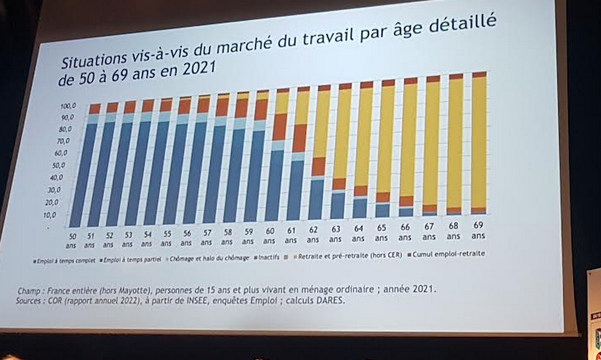 Situations vis-à-vis du marché du travail par âge détaillé
de 50 à 69 ans en 2021
100,0
90,0
80,0
70,0
60,0
50,0
40,0
30,0
20,0
10,0
-
50 51 52 53 54 55 56 57 58 59 60 61 62 63 64 65 66 67 68 69
ans ans ans ans ans ans ans ans ans ans ans ans ans ans ans ans ans ans ans ans
Emploi à temps complet Emploi à temps partiel Chômage et halo du chômage Inactifs Retraite et pré-retraite (hors CER) Cumul emploi-retraite
Champ : France entière (hors Mayotte), personnes de 15 ans et plus vivant en ménage ordinaire ; année 2021.
Sources : COR (rapport annuel 2022), à partir de INSEE, enquêtes Emploi ; calculs DARES.